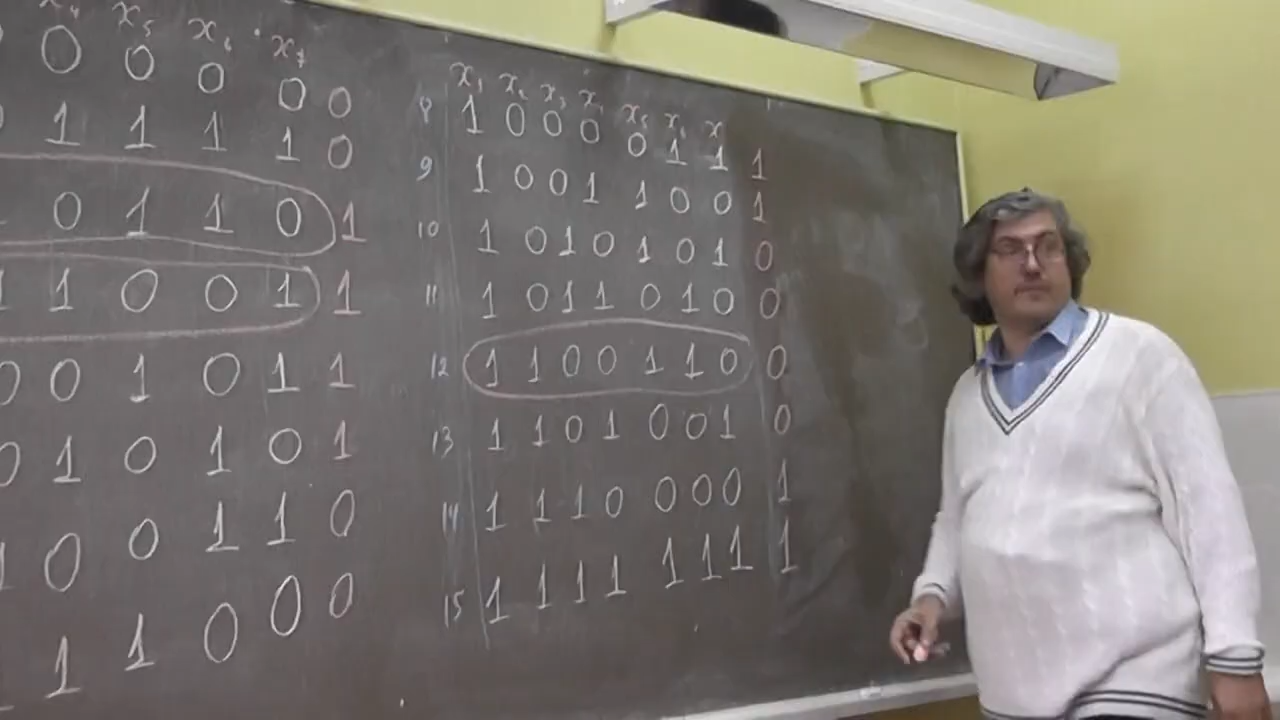 x₄ x₅ x₆ x₇
0 0 0 0 0
1 1 1 1 0
0 1 1 0 1
1 1 0 0 1 1
0 0 1 0 1 1
0 1 0 1 0 1
1 0 0 1 1 0
1 1 0 0 0
x₁ x₂ x₃ x₄ x₅ x₆ x
8 1 0 0 0 0 1 1 1
9 1 0 0 1 1 0 0 1
10 1 0 1 0 1 0 1 0
11 1 0 1 1 0 1 0 0
12 1 1 0 0 1 1 0 0
13 1 1 0 1 0 0 1 0
14 1 1 1 0 0 0 0 1
15 1 1 1 1 1 1 1 1